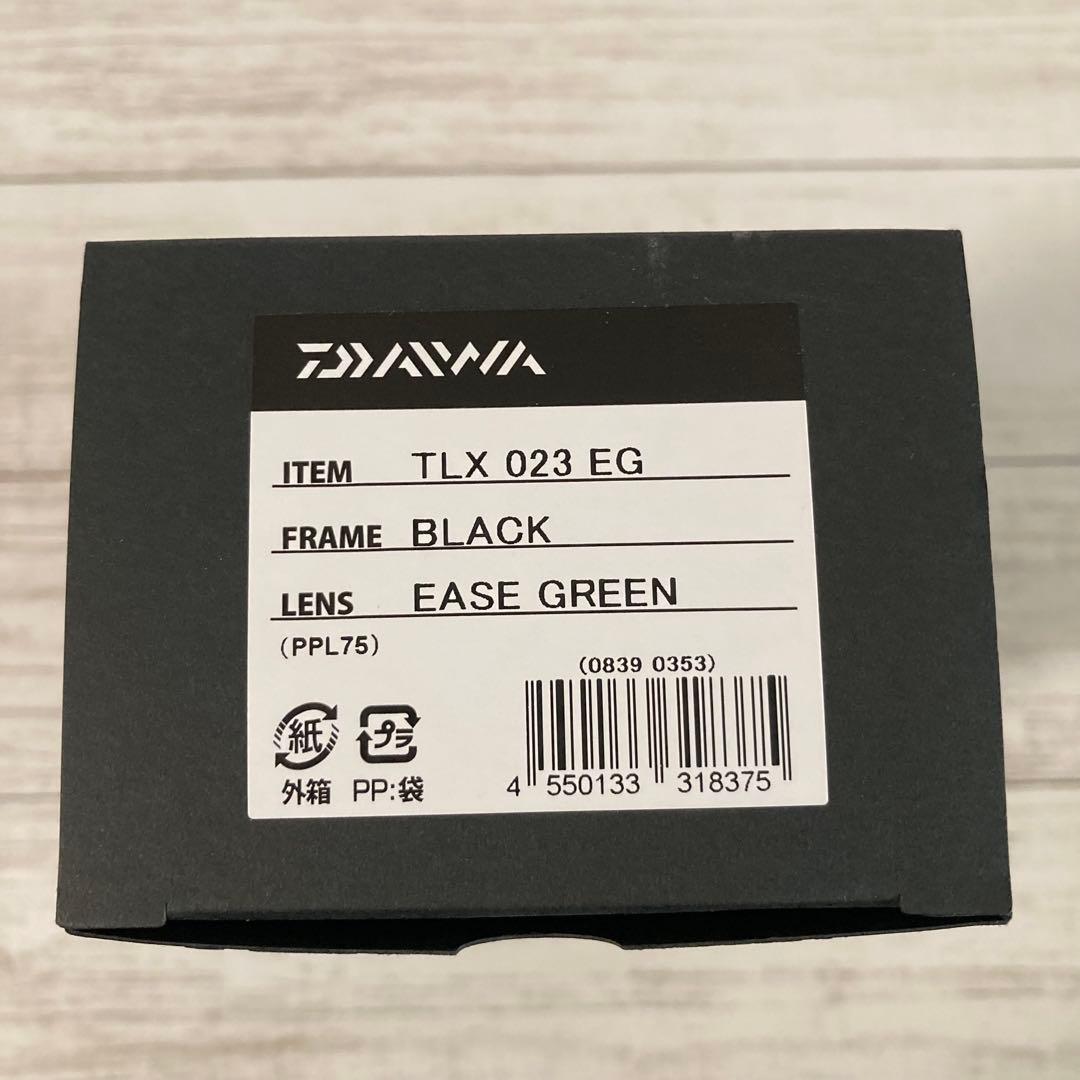 DAIWA
ITEM TLX 023 EG
FRAME BLACK
LENS EASE GREEN
(PPL75)
(0839 0353)
紙 プラ
外箱 PP:袋
4 550133 318375